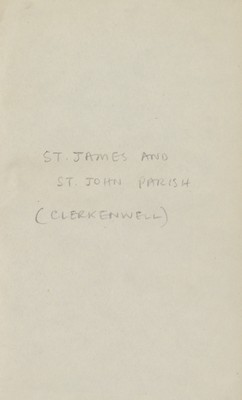 ST. JAMES AND
ST. JOHN PARISH
(CLERKENWELL)